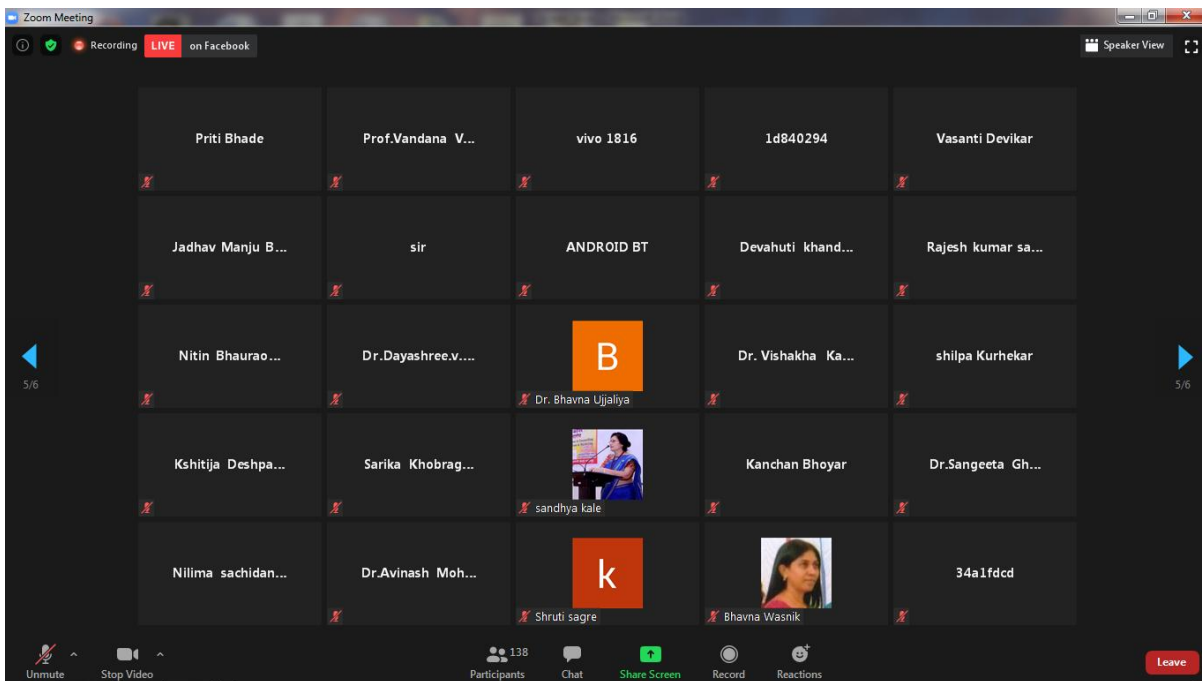 Zoom Meeting
Recording LIVE on Facebook Speaker View
Priti Bhade Prof.Vandana V... vivo 1816 1d840294 Vasanti Devikar
Jadhav Manju B... sir ANDROID BT Devahuti khand... Rajesh kumar sa...
Nitin Bhaurao... Dr.Dayashree.v.... B Dr. Vishakha Ka... shilpa Kurhekar
5/6 5/6
Dr. Bhavna Ujjaliya
Kshitija Deshpa... Sarika Khobrag... Kanchan Bhoyar Dr.Sangeeta Gh...
sandhya kale
Nilima sachidan... Dr.Avinash Moh... k 34a1fdcd
Shruti sagre Bhavna Wasnik
138
Unmute Stop Video Participants Chat Share Screen Record Reactions Leave